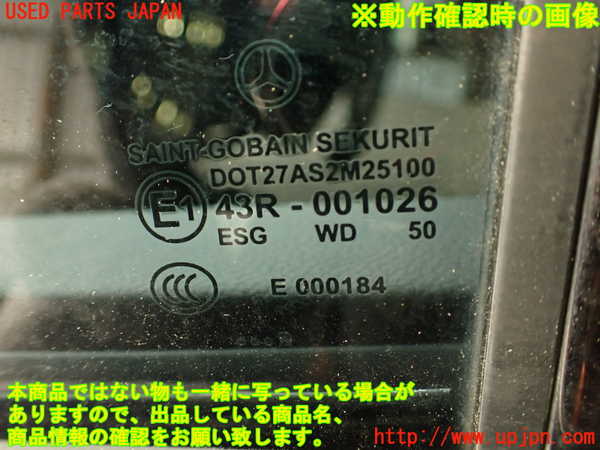 USED PARTS JAPAN
※動作確認時の画像
SAINT-GOBAIN SEKURIT
DOT27AS2M25100
E1 43R - 001026
ESG WD 50
CCC E 000184
本商品ではない物も一緒に写っている場合が
ありますので、出品している商品名、
商品情報の確認をお願い致します。
http://www.upjpn.com